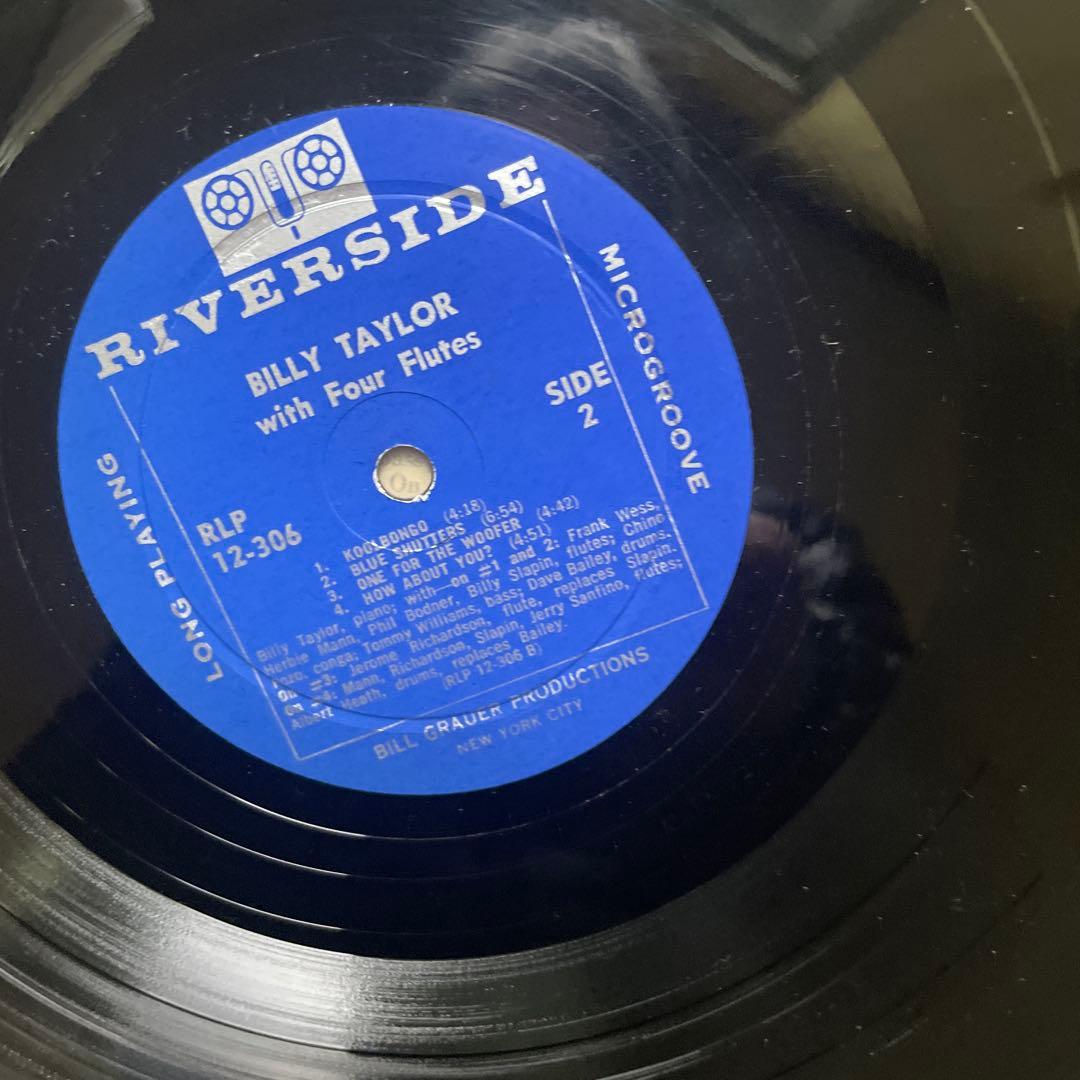 RIVERSIDE
BILLY TAYLOR
with Four Flutes
LONG PLAYING
MICROGROOVE
RLP
12-306
SIDE
2
1. KOOLBONGO (4:18)
2. BLUE SHUTTERS (6:54)
3. ONE FOR THE WOOFER (4:42)
4. HOW ABOUT YOU? (4:51)
Billy Taylor, piano; with—on #1 and 2: Frank Wess,
Herbie Mann, Phil Bodner, Billy Slapin, flutes; Chino
Pozo, conga; Tommy Williams, bass; Dave Bailey, drums.
On #3: Jerome Richardson, flute, replaces Slapin.
On #4: Mann, Richardson, Slapin, Jerry Sanfino, flutes;
Albert Heath, drums, replaces Bailey.
(RLP 12-306 B)
BILL GRAUER PRODUCTIONS
NEW YORK CITY